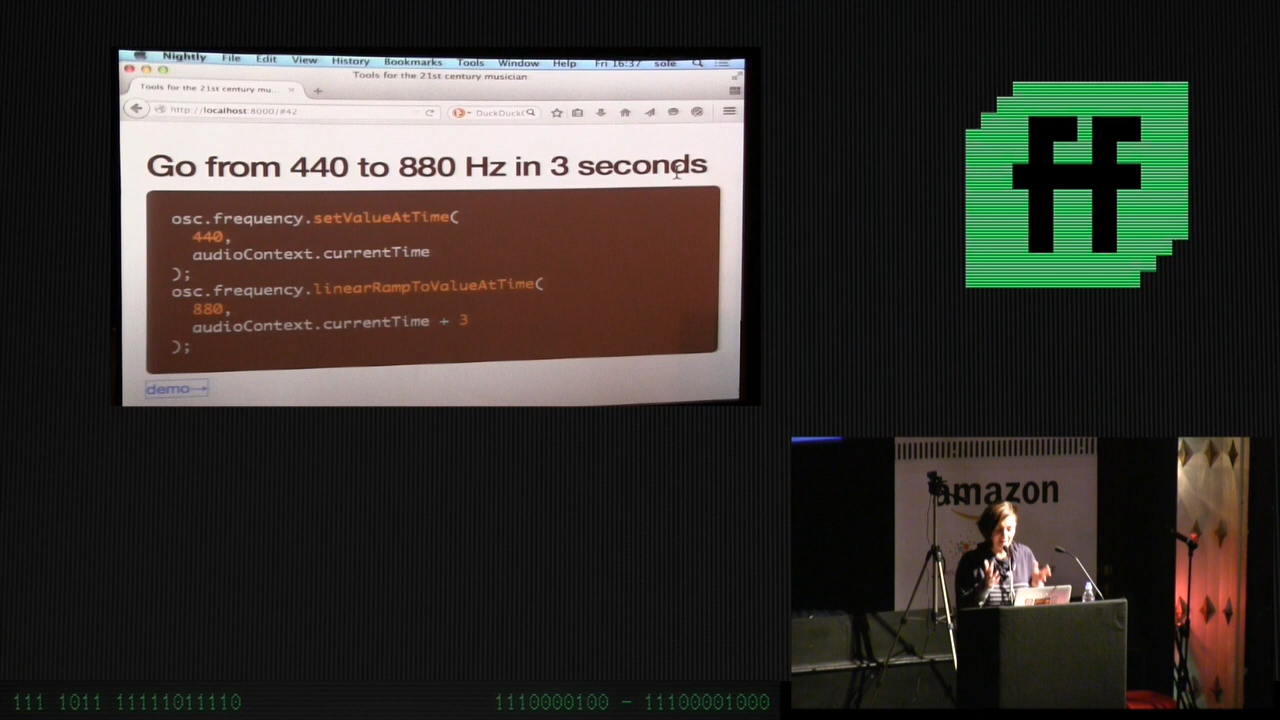 Nightly File Edit View History Bookmarks Tools Window Help Fri 16:37 sole
Tools for the 21st century musician
Tools for the 21st century mu...
http://localhost:8000/#42
DuckDuckG
Go from 440 to 880 Hz in 3 seconds
osc.frequency.setValueAtTime(
440,
audioContext.currentTime
);
osc.frequency.linearRampToValueAtTime(
880,
audioContext.currentTime + 3
);
demo→
ff
amazon
111 1011 11111011110
1110000100 - 11100001000